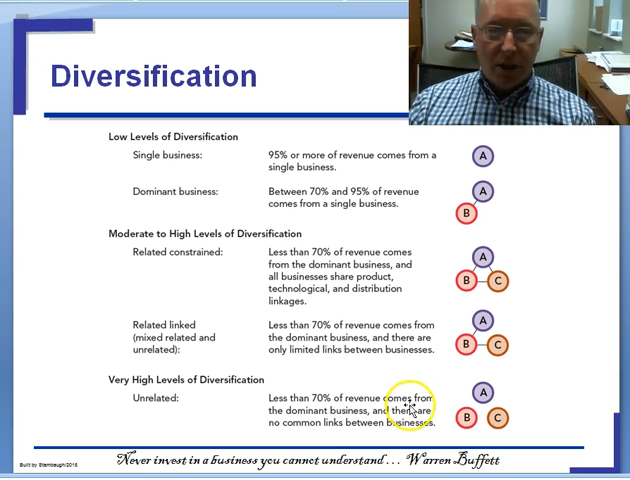 Diversification
Low Levels of Diversification
Single business:
95% or more of revenue comes from a
single business.
A
Dominant business:
Between 70% and 95% of revenue
comes from a single business.
A
B
Moderate to High Levels of Diversification
Related constrained:
Less than 70% of revenue comes
from the dominant business, and
all businesses share product,
technological, and distribution
linkages.
A
B C
Related linked
(mixed related and
unrelated):
Less than 70% of revenue comes from
the dominant business, and there are
only limited links between businesses.
A
B C
Very High Levels of Diversification
Unrelated:
Less than 70% of revenue comes from
the dominant business, and there are
no common links between businesses.
A
B C
Never invest in a business you cannot understand . . . Warren Buffett
Built by Stambaugh/2015